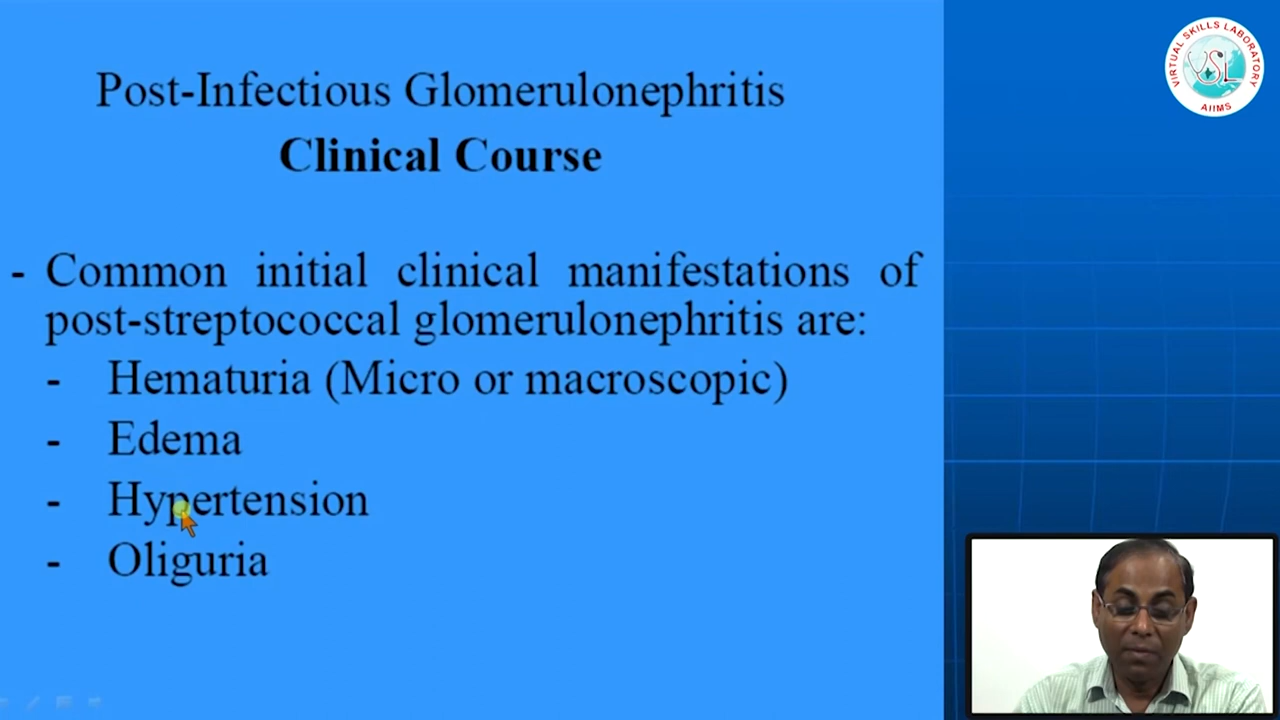 Post-Infectious Glomerulonephritis
Clinical Course
- Common initial clinical manifestations of
post-streptococcal glomerulonephritis are:
- Hematuria (Micro or macroscopic)
- Edema
- Hypertension
- Oliguria
VIRTUAL SKILLS LABORATORY
VSL
AIIMS